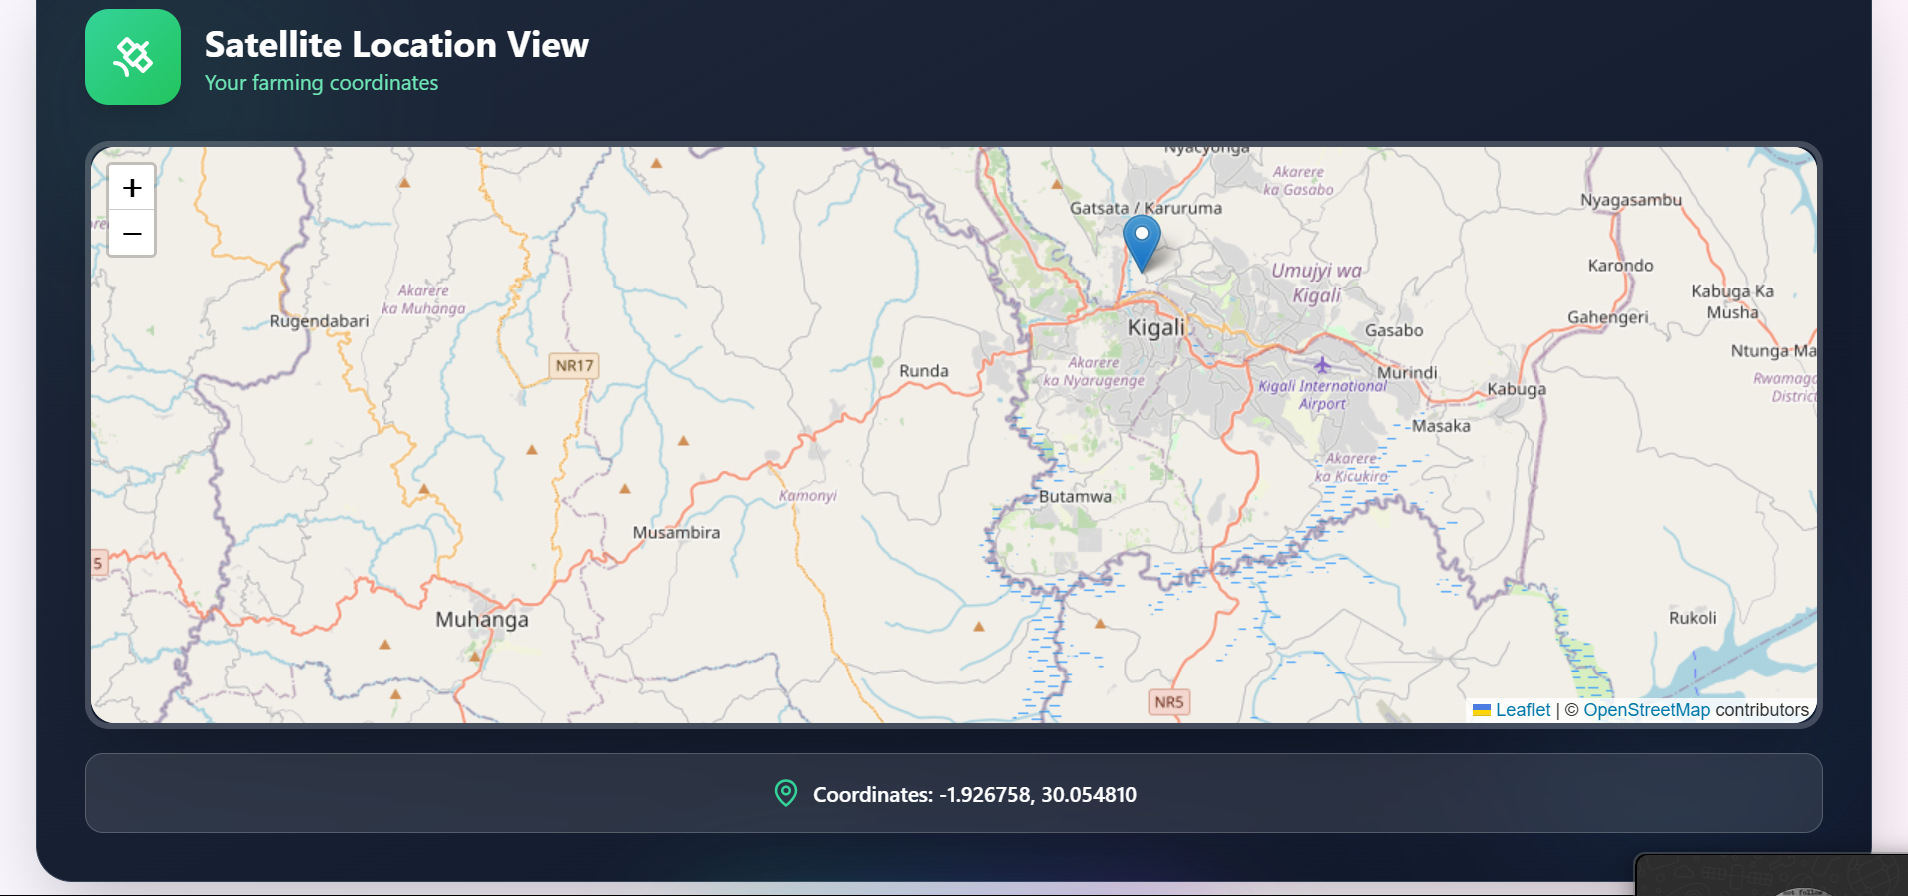 Satellite Location View
Your farming coordinates
+
−
Nyacyonga
Akarere
ka Gasabo
Gatsata / Karuruma
Nyagasambu
Umujyi wa
Kigali
Karondo
Akarere
ka Muhanga
Kabuga Ka
Musha
Rugendabari
Gahengeri
Kigali
Gasabo
Ntunga Ma
NR17
Runda
Akarere
ka Nyarugenge
Murindi
Kigali International
Airport
Kabuga
Rwamaga
District
Masaka
Akarere
ka Kicukiro
Kamonyi
Butamwa
Musambira
5
Muhanga
Rukoli
NR5
Leaflet | © OpenStreetMap contributors
Coordinates: -1.926758, 30.054810